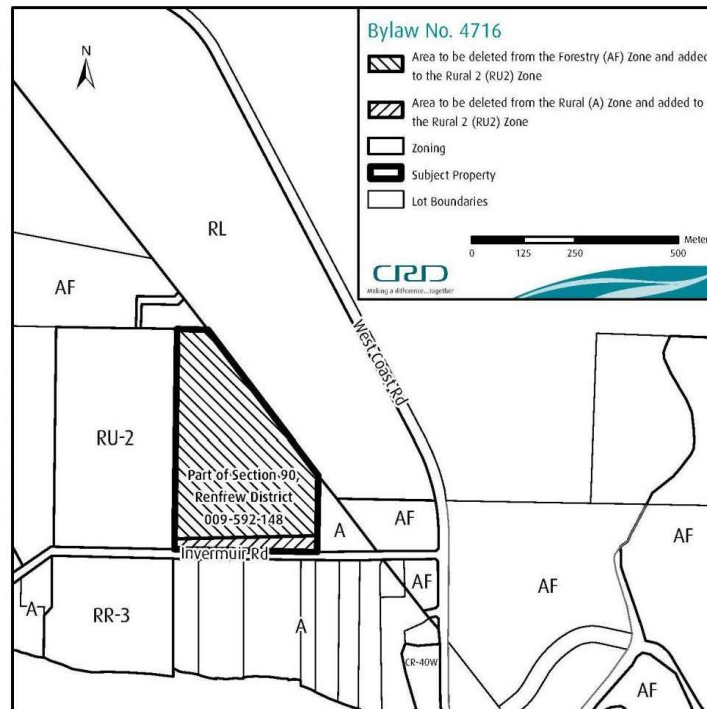 Bylaw No. 4716
Area to be deleted from the Forestry (AF) Zone and added
to the Rural 2 (RU2) Zone
Area to be deleted from the Rural (A) Zone and added to
the Rural 2 (RU2) Zone
Zoning
Subject Property
Lot Boundaries
Meter
0 125 250 500
CRD
Making a difference...together
N
RL
AF
West Coast Rd
RU-2
Part of Section 90,
Renfrew District
009-592-148
A
AF
Invermuir Rd
AF
A
RR-3
A
AF
AF
CR-40W
AF